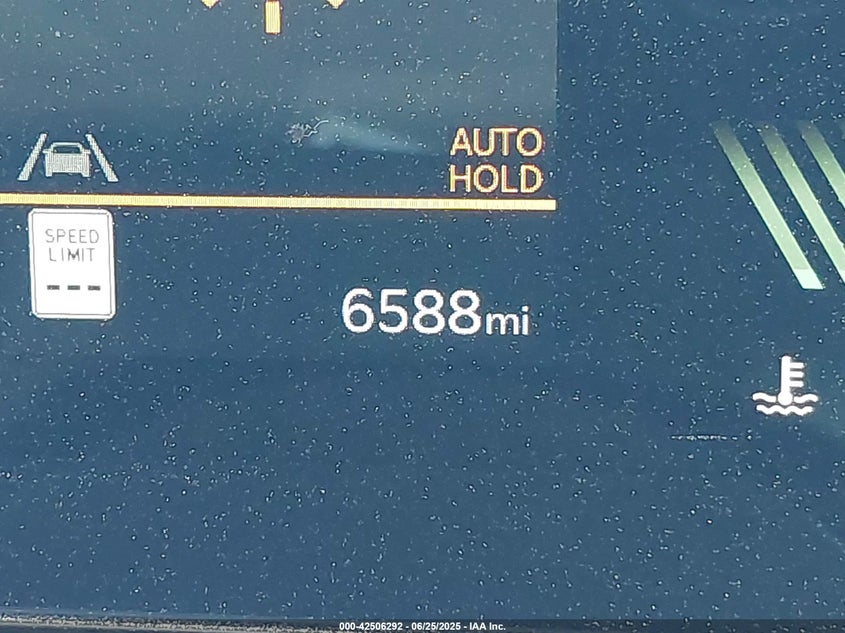 AUTO
HOLD
SPEED
LIMIT
---
6588mi
000-42506292 - 06/25/2025 - IAA Inc.